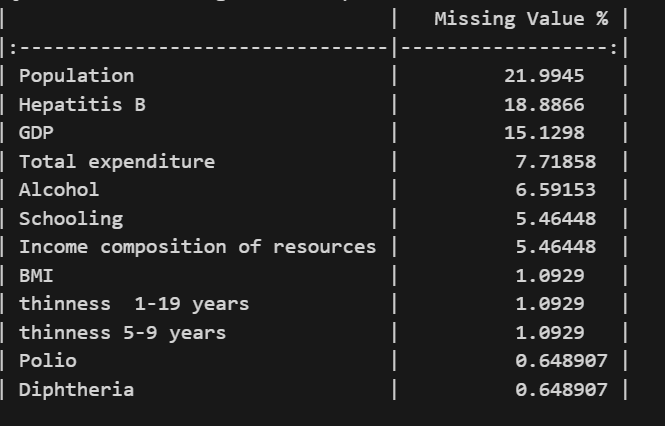 |                                 |   Missing Value % |
|:--------------------------------|------------------:|
| Population                      |         21.9945   |
| Hepatitis B                     |         18.8866   |
| GDP                             |         15.1298   |
| Total expenditure               |          7.71858  |
| Alcohol                         |          6.59153  |
| Schooling                       |          5.46448  |
| Income composition of resources |          5.46448  |
| BMI                             |          1.0929   |
| thinness  1-19 years            |          1.0929   |
| thinness 5-9 years              |          1.0929   |
| Polio                           |          0.648907 |
| Diphtheria                      |          0.648907 |